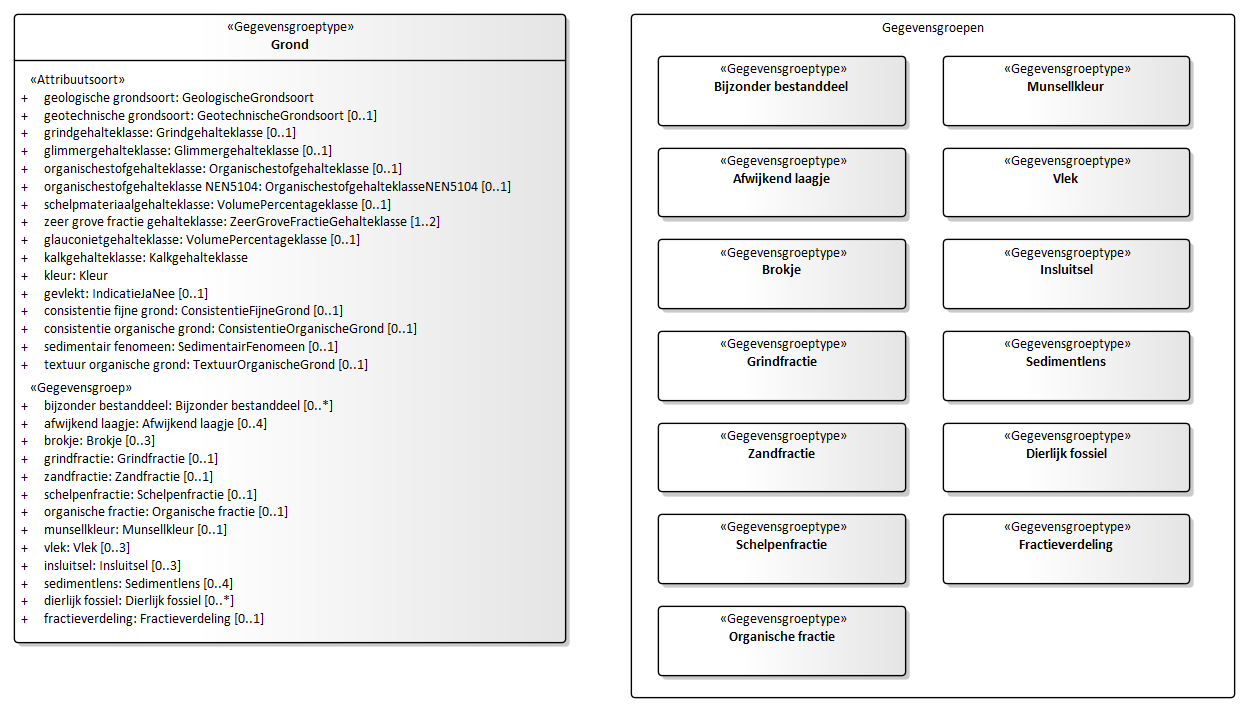 «Gegevensgroeptype»
Grond
«Attribuutsoort»
+ geologische grondsoort: GeologischeGrondsoort
+ geotechnische grondsoort: GeotechnischeGrondsoort [0..1]
+ grindgehalteklasse: Grindgehalteklasse [0..1]
+ glimmergehalteklasse: Glimmergehalteklasse [0..1]
+ organischestofgehalteklasse: Organischestofgehalteklasse [0..1]
+ organischestofgehalteklasse NEN5104: OrganischestofgehalteklasseNEN5104 [0..1]
+ schelpmateriaalgehalteklasse: VolumePercentageklasse [0..1]
+ zeer grove fractie gehalteklasse: ZeerGroveFractieGehalteklasse [1..2]
+ glauconietgehalteklasse: VolumePercentageklasse [0..1]
+ kalkgehalteklasse: Kalkgehalteklasse
+ kleur: Kleur
+ gevlekt: IndicatieJaNee [0..1]
+ consistentie fijne grond: ConsistentieFijneGrond [0..1]
+ consistentie organische grond: ConsistentieOrganischeGrond [0..1]
+ sedimentair fenomeen: SedimentairFenomeen [0..1]
+ textuur organische grond: TextuurOrganischeGrond [0..1]
«Gegevensgroep»
+ bijzonder bestanddeel: Bijzonder bestanddeel [0..*]
+ afwijkend laagje: Afwijkend laagje [0..4]
+ brokje: Brokje [0..3]
+ grindfractie: Grindfractie [0..1]
+ zandfractie: Zandfractie [0..1]
+ schelpenfractie: Schelpenfractie [0..1]
+ organische fractie: Organische fractie [0..1]
+ munsellkleur: Munsellkleur [0..1]
+ vlek: Vlek [0..3]
+ insluitsel: Insluitsel [0..3]
+ sedimentlens: Sedimentlens [0..4]
+ dierlijk fossiel: Dierlijk fossiel [0..*]
+ fractieverdeling: Fractieverdeling [0..1]
Gegevensgroepen
«Gegevensgroeptype»
Bijzonder bestanddeel
«Gegevensgroeptype»
Munsellkleur
«Gegevensgroeptype»
Afwijkend laagje
«Gegevensgroeptype»
Vlek
«Gegevensgroeptype»
Brokje
«Gegevensgroeptype»
Insluitsel
«Gegevensgroeptype»
Grindfractie
«Gegevensgroeptype»
Sedimentlens
«Gegevensgroeptype»
Zandfractie
«Gegevensgroeptype»
Dierlijk fossiel
«Gegevensgroeptype»
Schelpenfractie
«Gegevensgroeptype»
Fractieverdeling
«Gegevensgroeptype»
Organische fractie